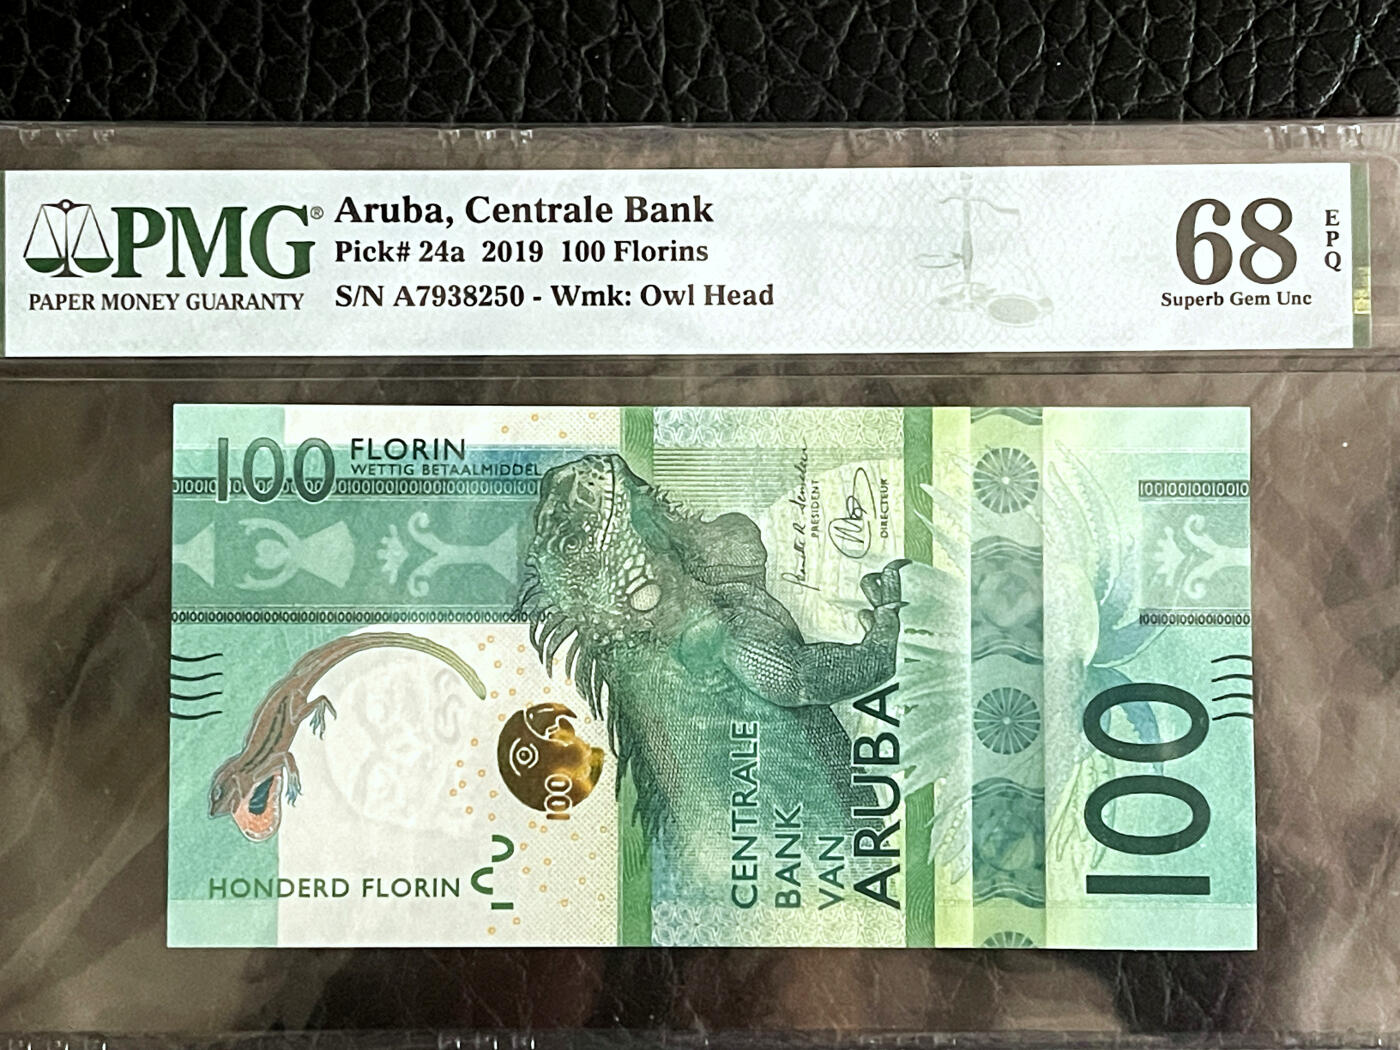 PMG®
PAPER MONEY GUARANTY
Aruba, Centrale Bank
Pick# 24a 2019 100 Florins
S/N A7938250 - Wmk: Owl Head
68
EPQ
Superb Gem Unc
100 FLORIN
WETTIG BETAALMIDDEL
PRESIDENT
DIRECTEUR
100
HONDERD FLORIN
CENTRALE
BANK
VAN
ARUBA
100